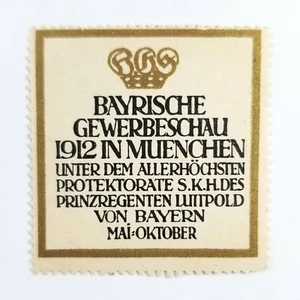 BAYRISCHE
GEWERBESCHAU
1912 IN MUENCHEN
UNTER DEM ALLERHÖCHSTEN
PROTEKTORATE S.K.H. DES
PRINZREGENTEN LUITPOLD
VON BAYERN
MAI:OKTOBER